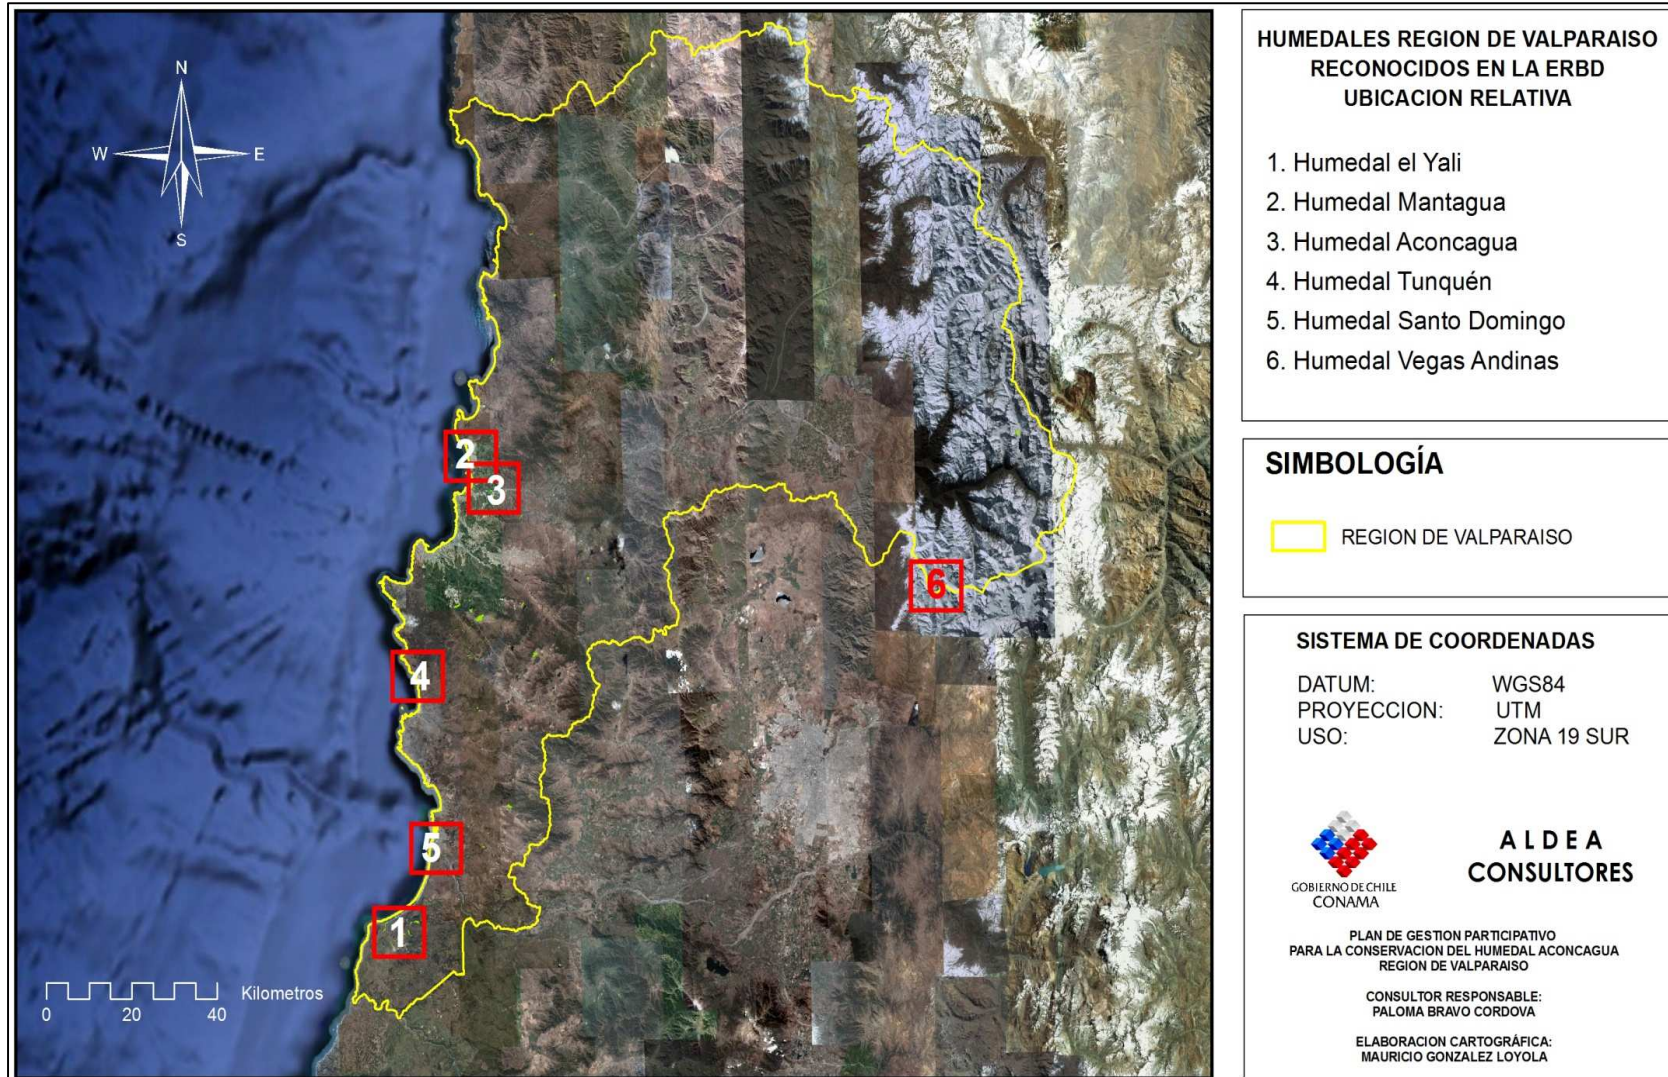 N
W
E
S
2
3
6
4
5
1
0 20 40 Kilometros
HUMEDALES REGION DE VALPARAISO
RECONOCIDOS EN LA ERBD
UBICACION RELATIVA
1. Humedal el Yali
2. Humedal Mantagua
3. Humedal Aconcagua
4. Humedal Tunquén
5. Humedal Santo Domingo
6. Humedal Vegas Andinas
SIMBOLOGÍA
REGION DE VALPARAISO
SISTEMA DE COORDENADAS
DATUM: WGS84
PROYECCION: UTM
USO: ZONA 19 SUR
GOBIERNO DE CHILE
CONAMA
ALDEA
CONSULTORES
PLAN DE GESTION PARTICIPATIVO
PARA LA CONSERVACION DEL HUMEDAL ACONCAGUA
REGION DE VALPARAISO
CONSULTOR RESPONSABLE:
PALOMA BRAVO CORDOVA
ELABORACION CARTOGRÁFICA:
MAURICIO GONZALEZ LOYOLA